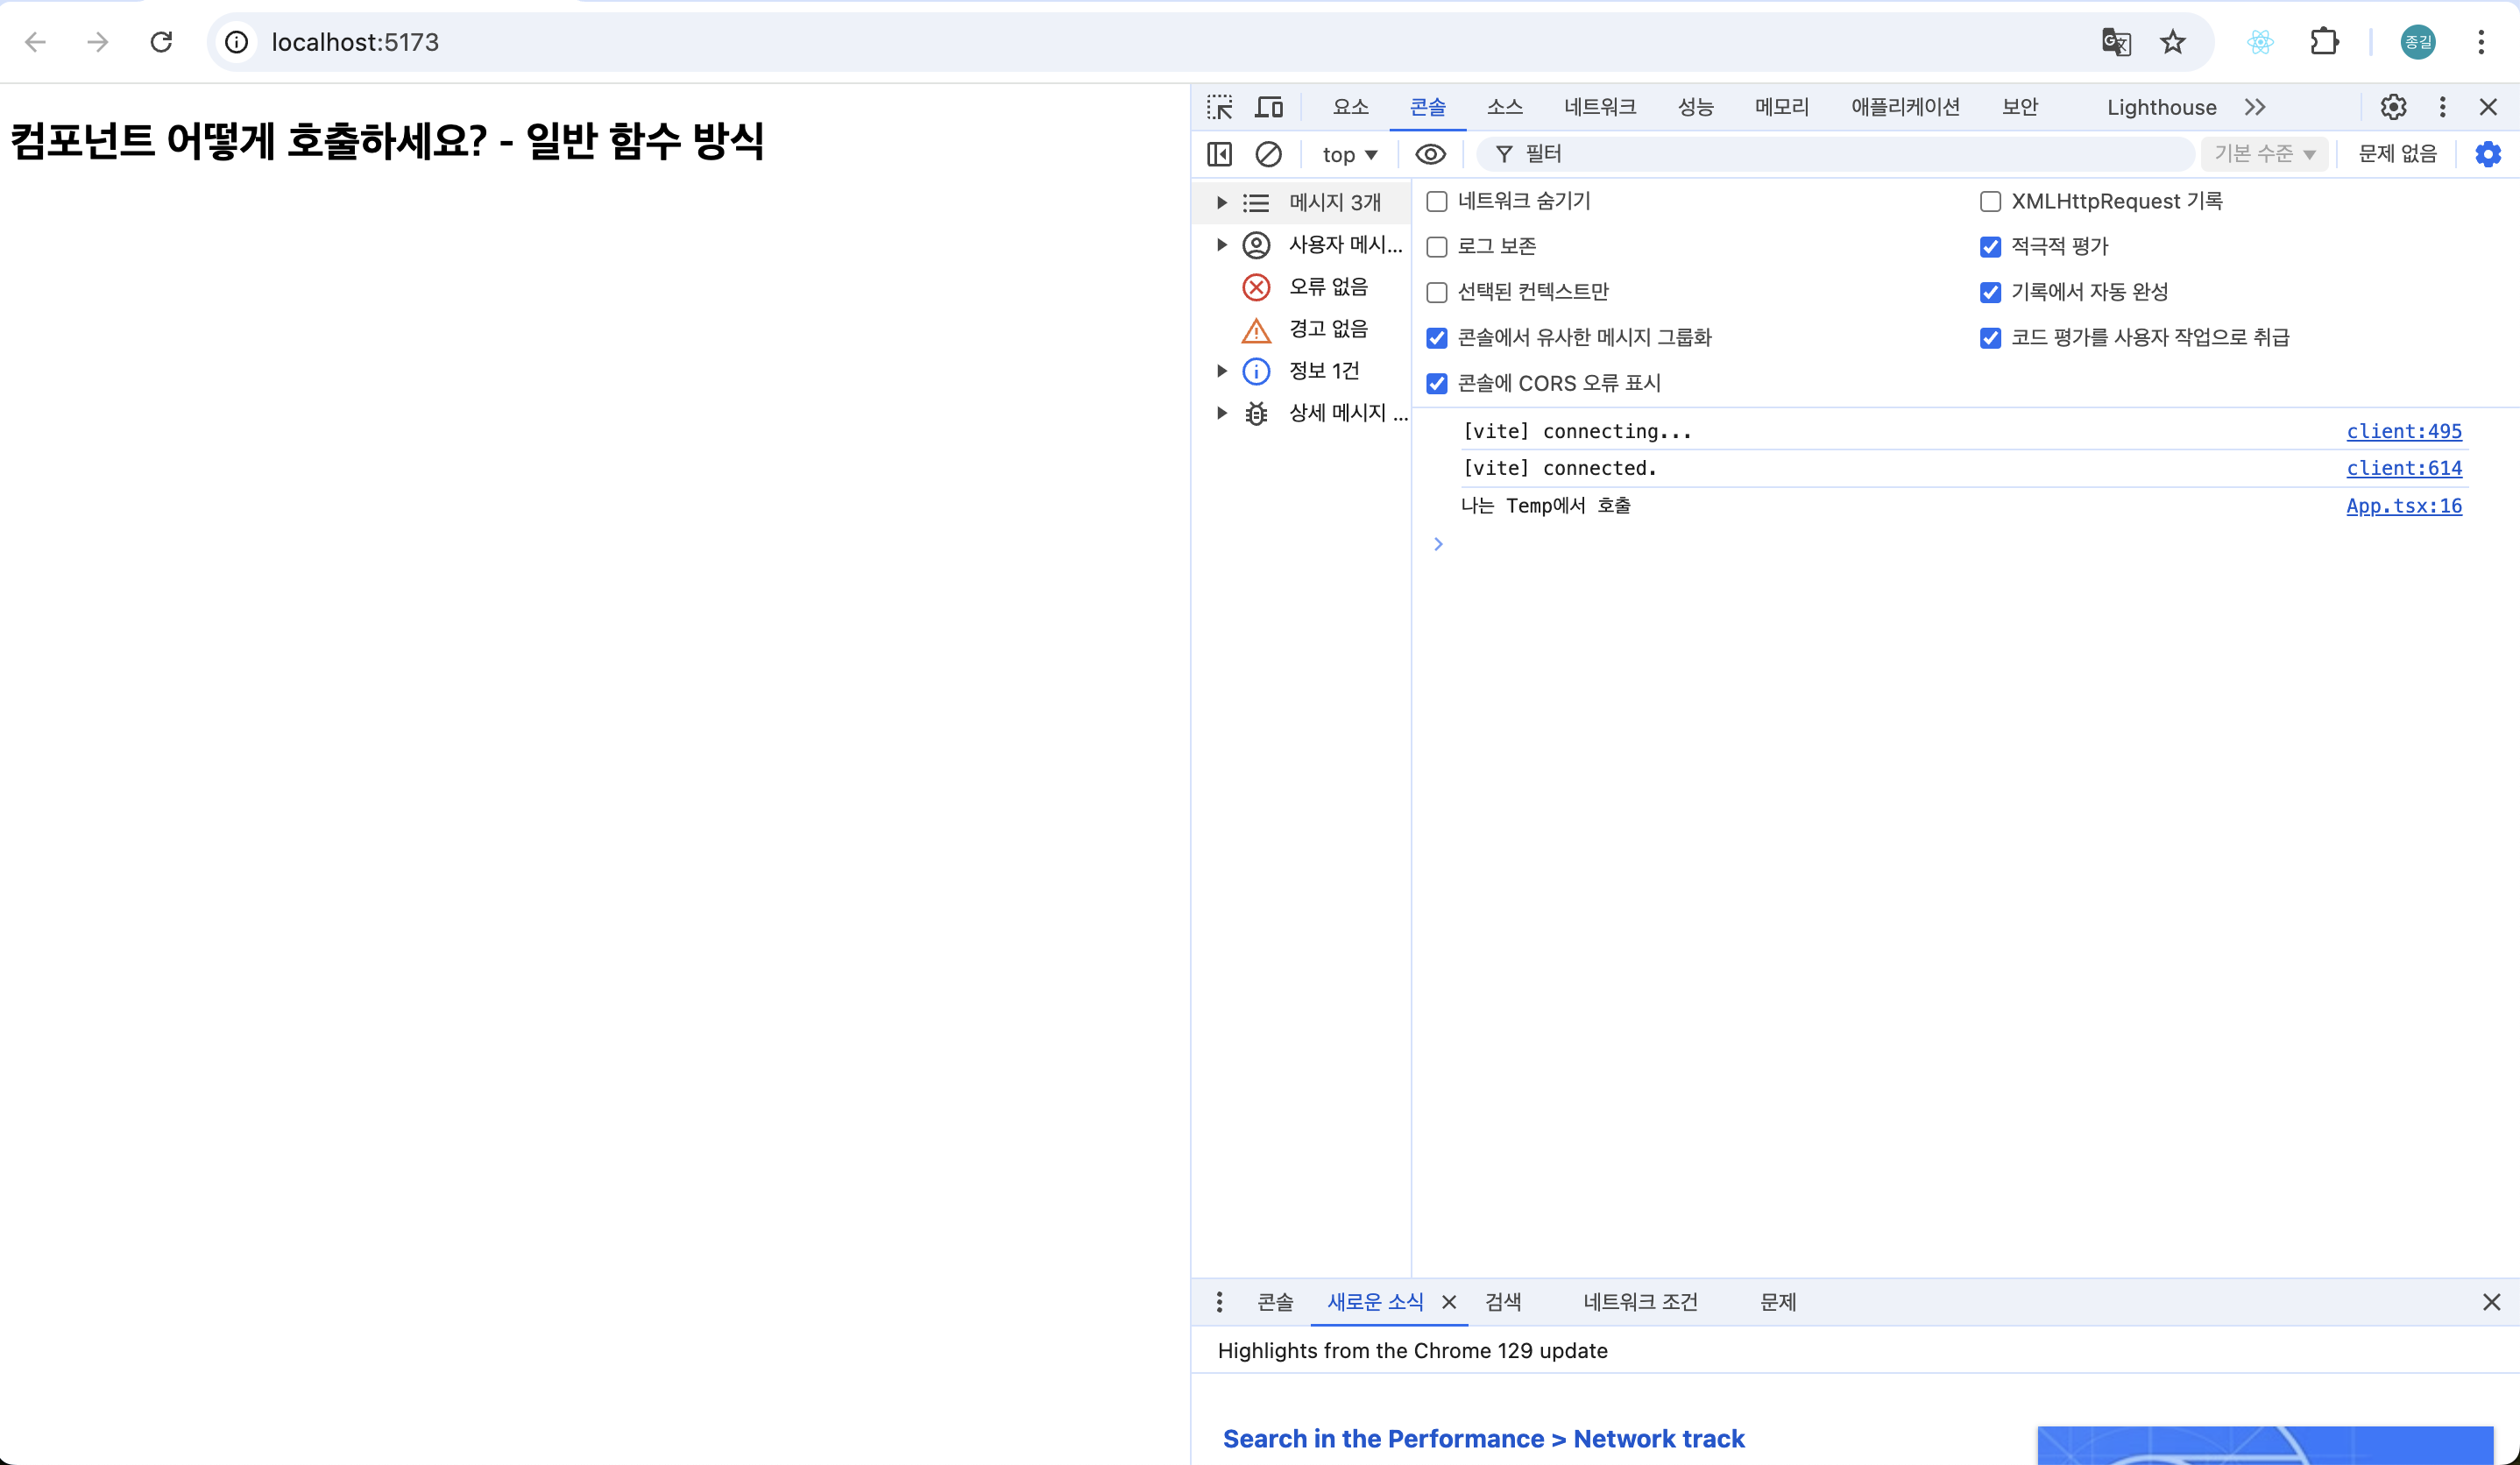 localhost:5173
종길
컴포넌트 어떻게 호출하세요? - 일반 함수 방식
요소 콘솔 소스 네트워크 성능 메모리 애플리케이션 보안 Lighthouse
top 필터 기본 수준 문제 없음
메시지 3개
사용자 메시...
오류 없음
경고 없음
정보 1건
상세 메시지 ...
네트워크 숨기기 XMLHttpRequest 기록
로그 보존 적극적 평가
선택된 컨텍스트만 기록에서 자동 완성
콘솔에서 유사한 메시지 그룹화 코드 평가를 사용자 작업으로 취급
콘솔에 CORS 오류 표시
[vite] connecting... client:495
[vite] connected. client:614
나는 Temp에서 호출 App.tsx:16
콘솔 새로운 소식 검색 네트워크 조건 문제
Highlights from the Chrome 129 update
Search in the Performance > Network track